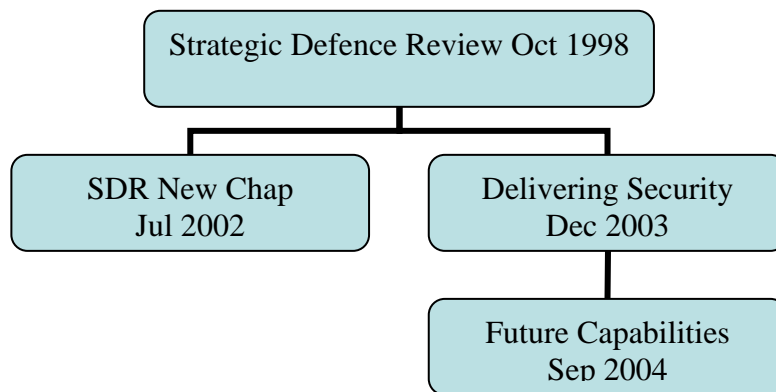 Strategic Defence Review Oct 1998
SDR New Chap
Jul 2002
Delivering Security
Dec 2003
Future Capabilities
Sep 2004